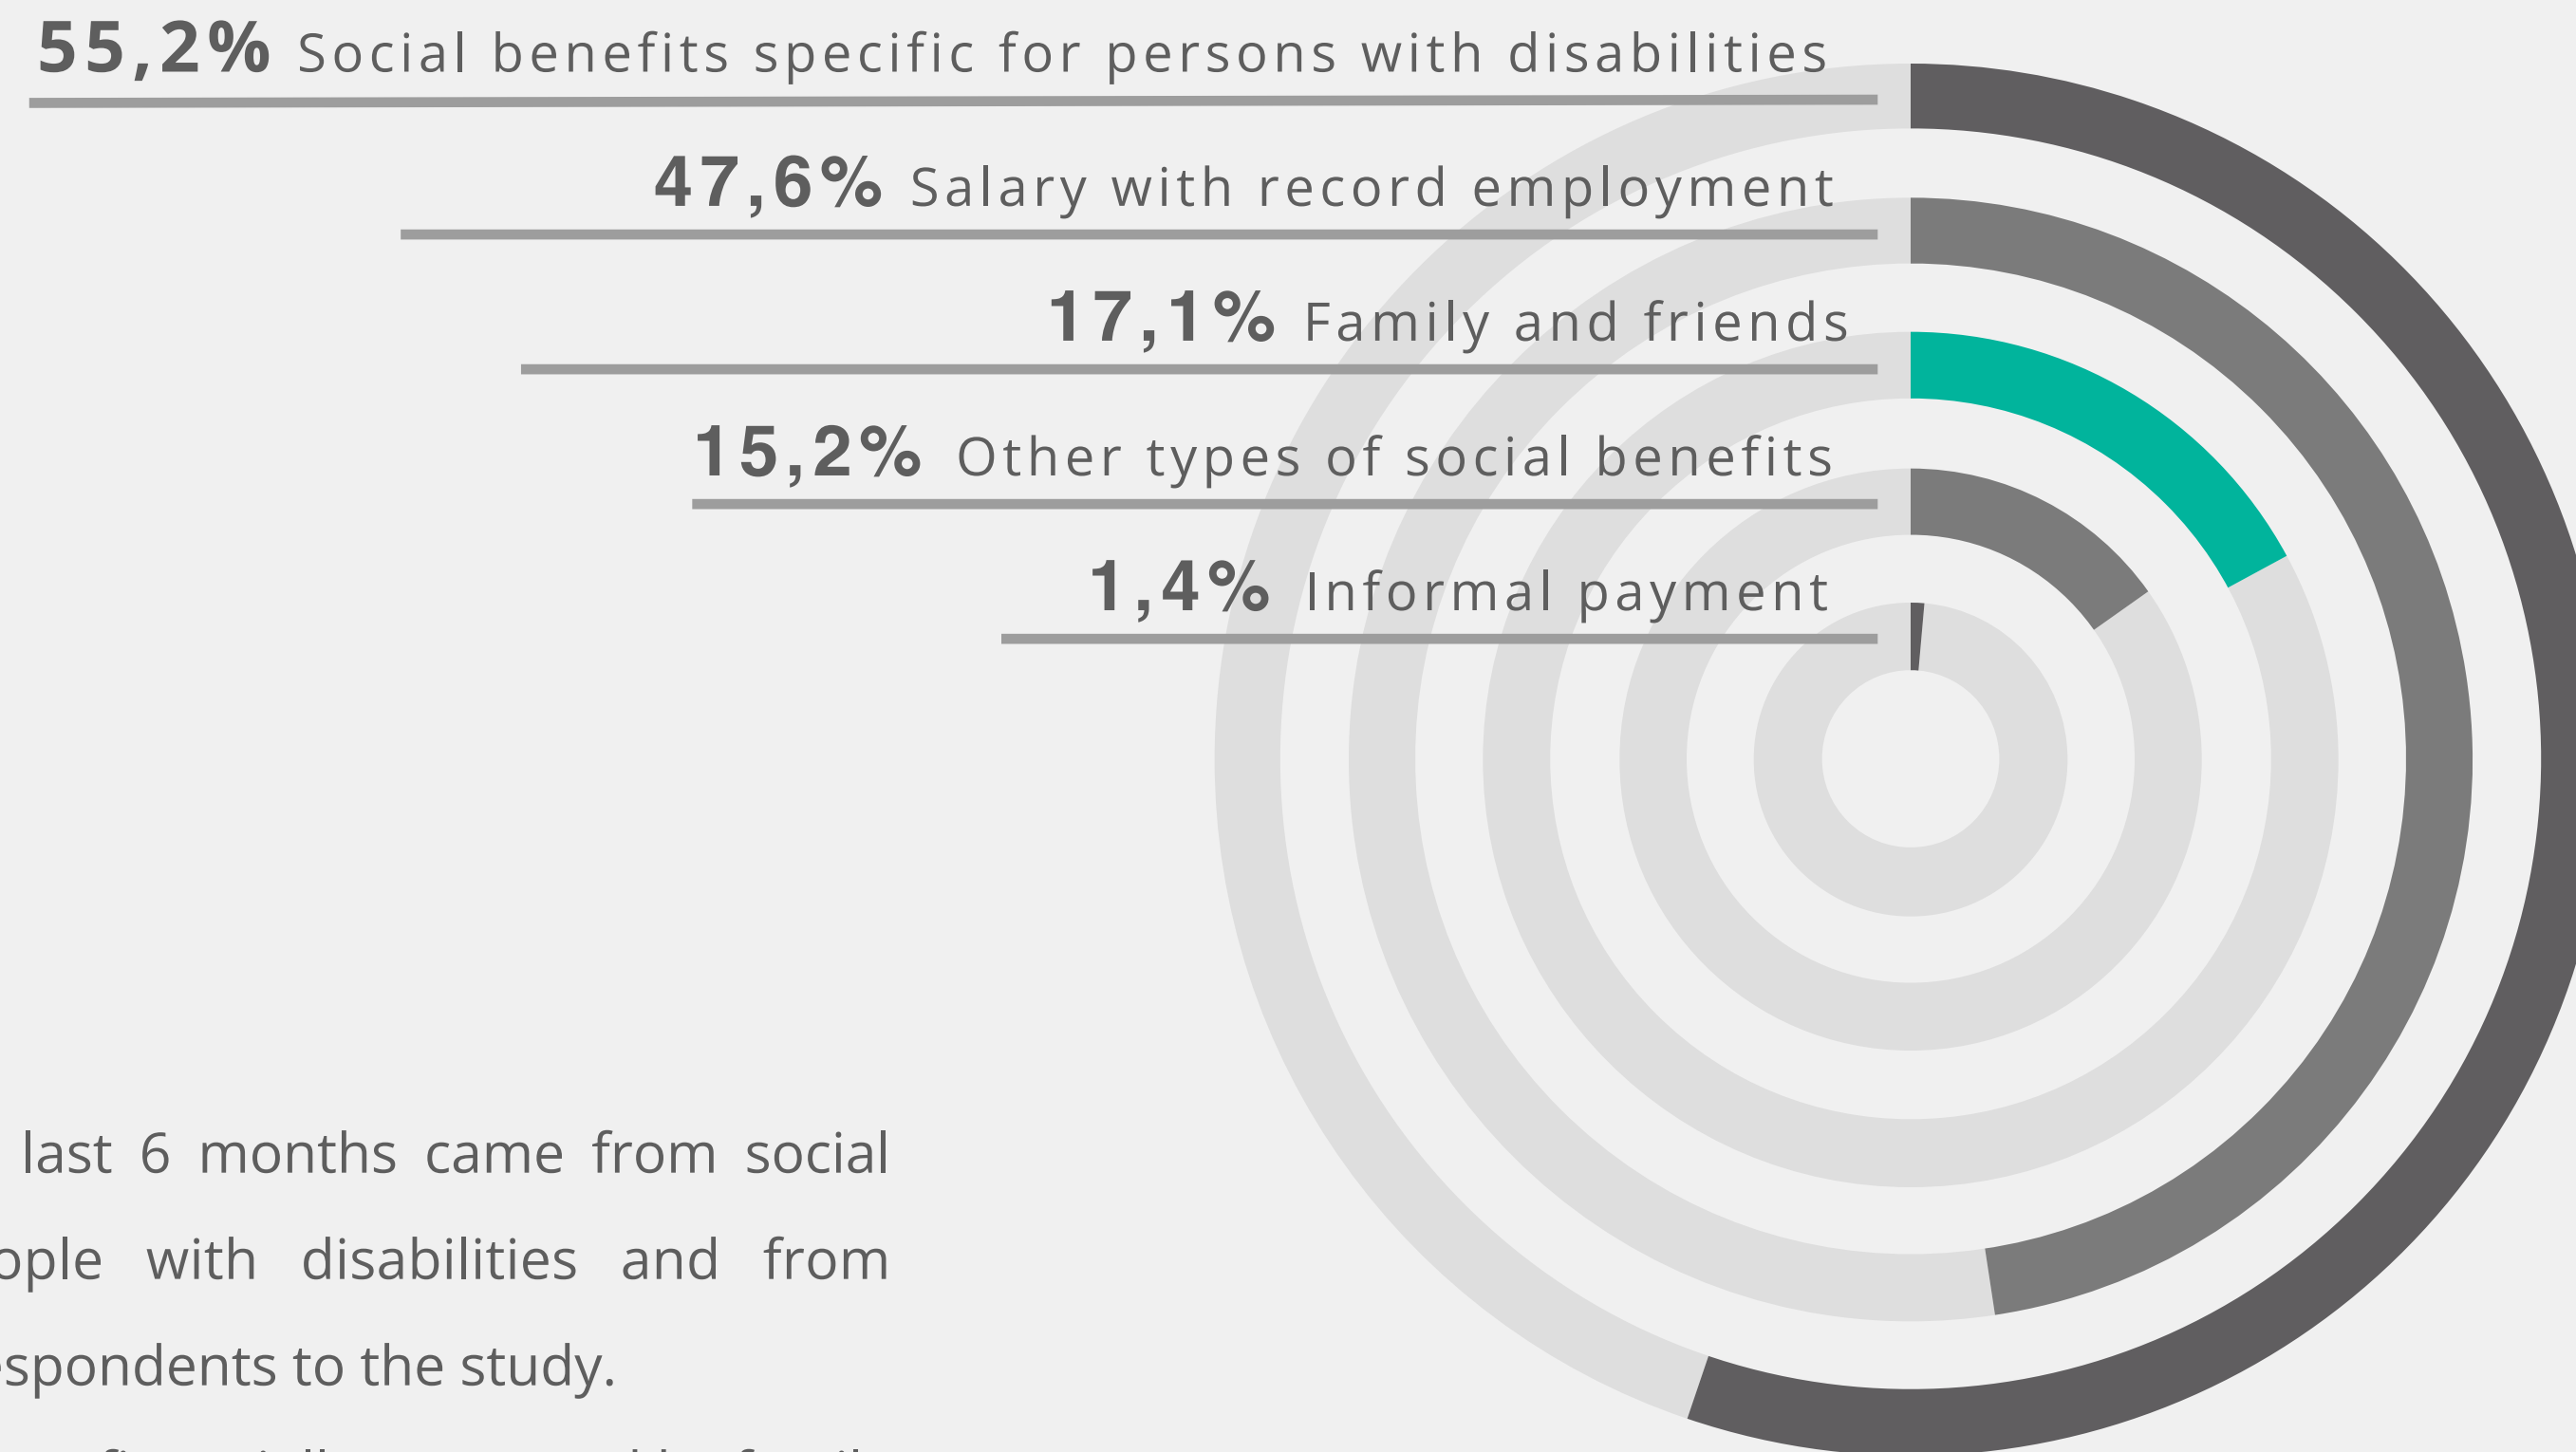 55,2% Social benefits specific for persons with disabilities
47,6% Salary with record employment
17,1% Family and friends
15,2% Other types of social benefits
1,4% Informal payment
last 6 months came from social
with disabilities and from
to the study.